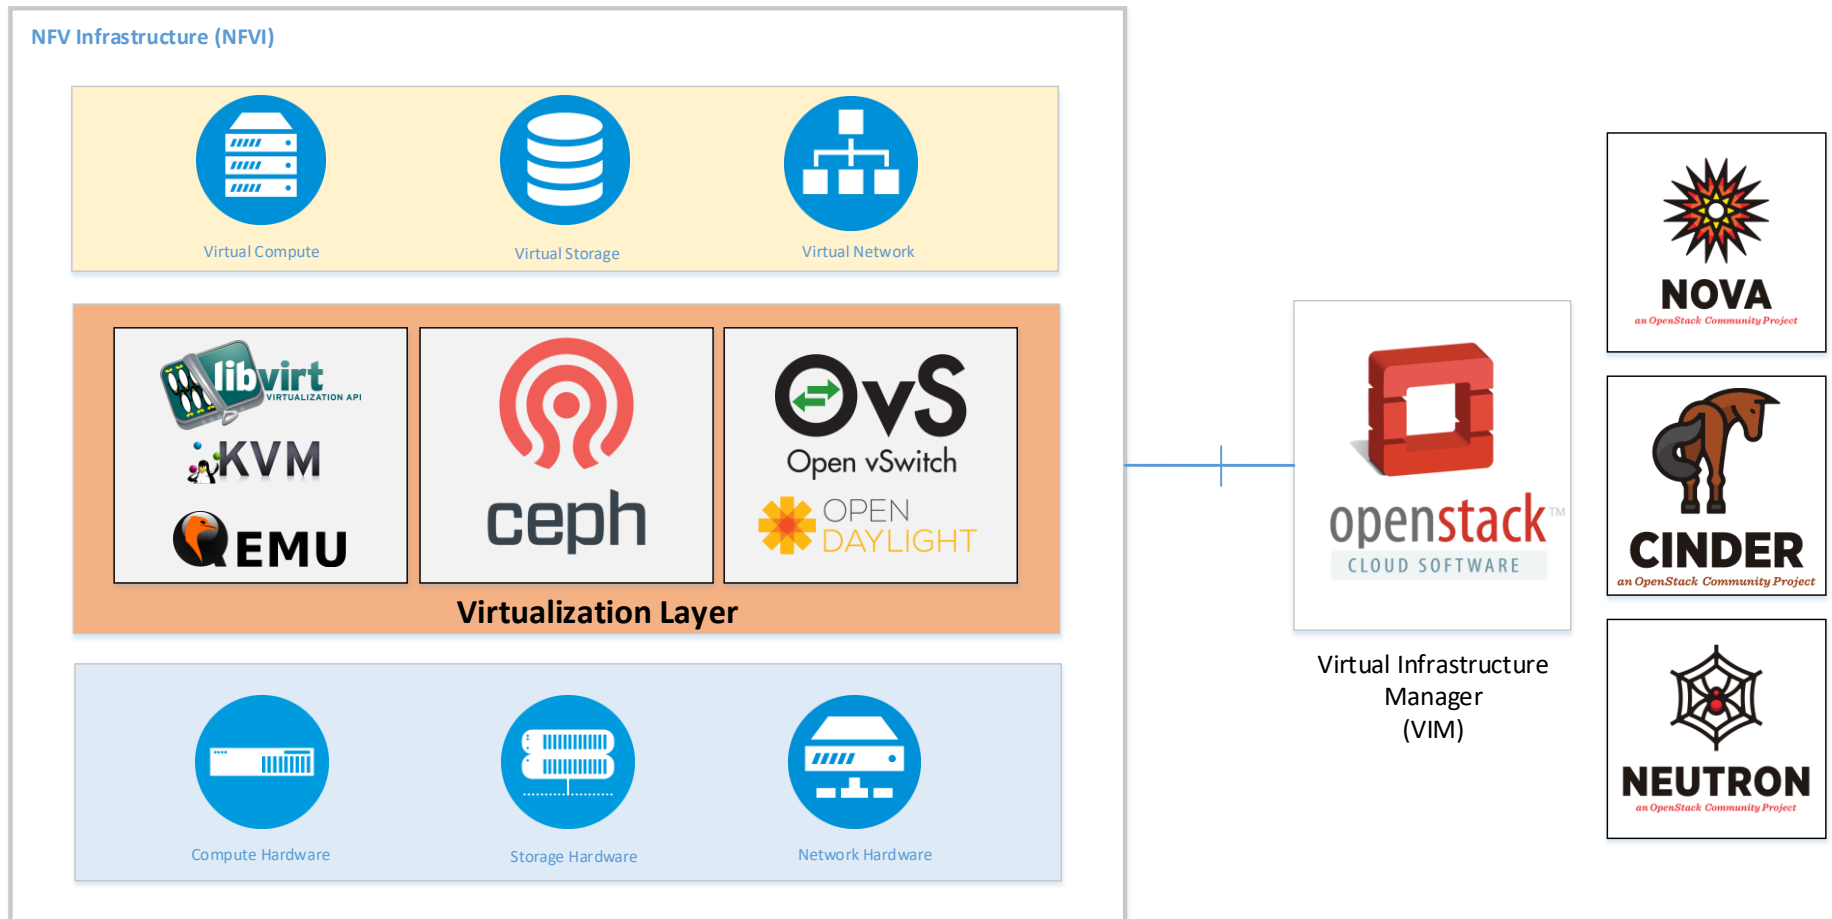 NFV Infrastructure (NFVI)
Virtual Compute
Virtual Storage
Virtual Network
libvirt
VIRTUALIZATION API
KVM
QEMU
ceph
OvS
Open vSwitch
OPEN
DAYLIGHT
Virtualization Layer
Compute Hardware
Storage Hardware
Network Hardware
openstack™
CLOUD SOFTWARE
Virtual Infrastructure
Manager
(VIM)
NOVA
an OpenStack Community Project
CINDER
an OpenStack Community Project
NEUTRON
an OpenStack Community Project